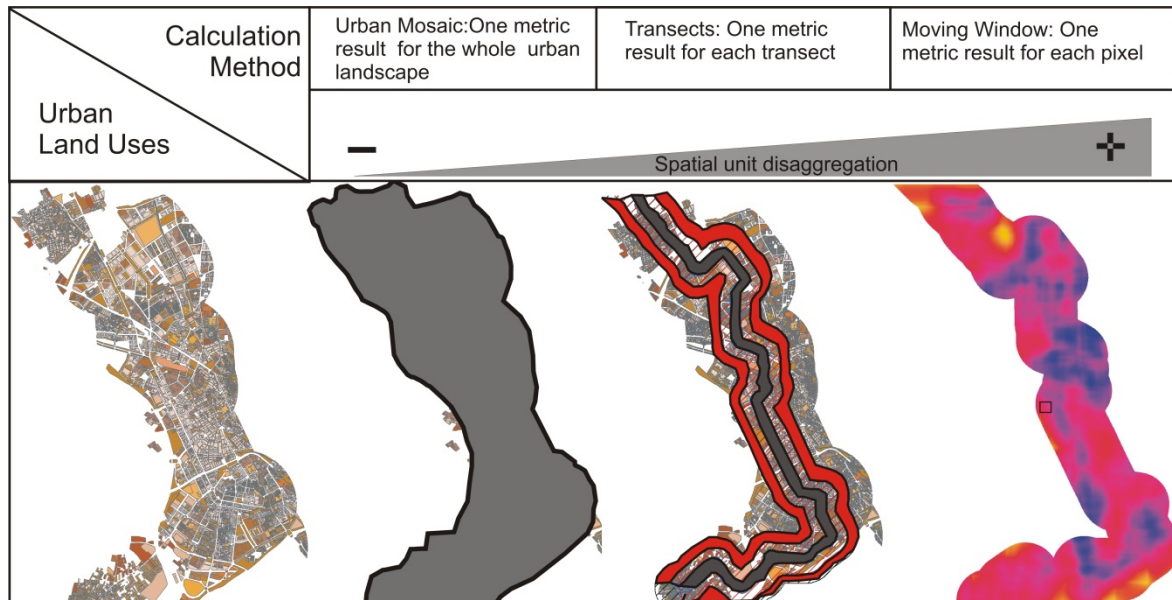 Calculation
Method
Urban
Land Uses
Urban Mosaic:One metric
result for the whole urban
landscape
Transects: One metric
result for each transect
Moving Window: One
metric result for each pixel
Spatial unit disaggregation